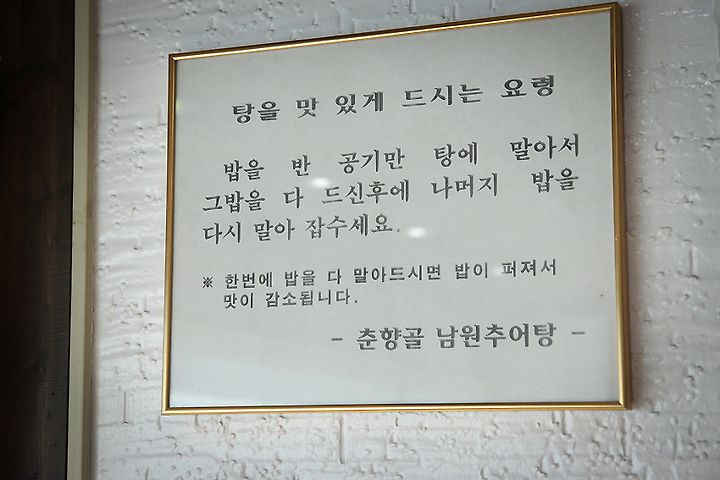 탕을 맛 있게 드시는 요령
밥을 반 공기만 탕에 말아서
그밥을 다 드신후에 나머지 밥을
다시 말아 잡수세요.
※ 한번에 밥을 다 말아드시면 밥이 퍼져서
맛이 감소됩니다.
- 춘향골 남원추어탕 -